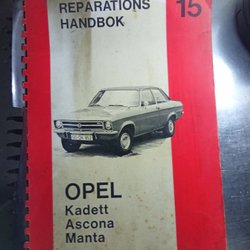 REPARATIONS 15
HANDBOK
OPEL
Kadett
Ascona
Manta